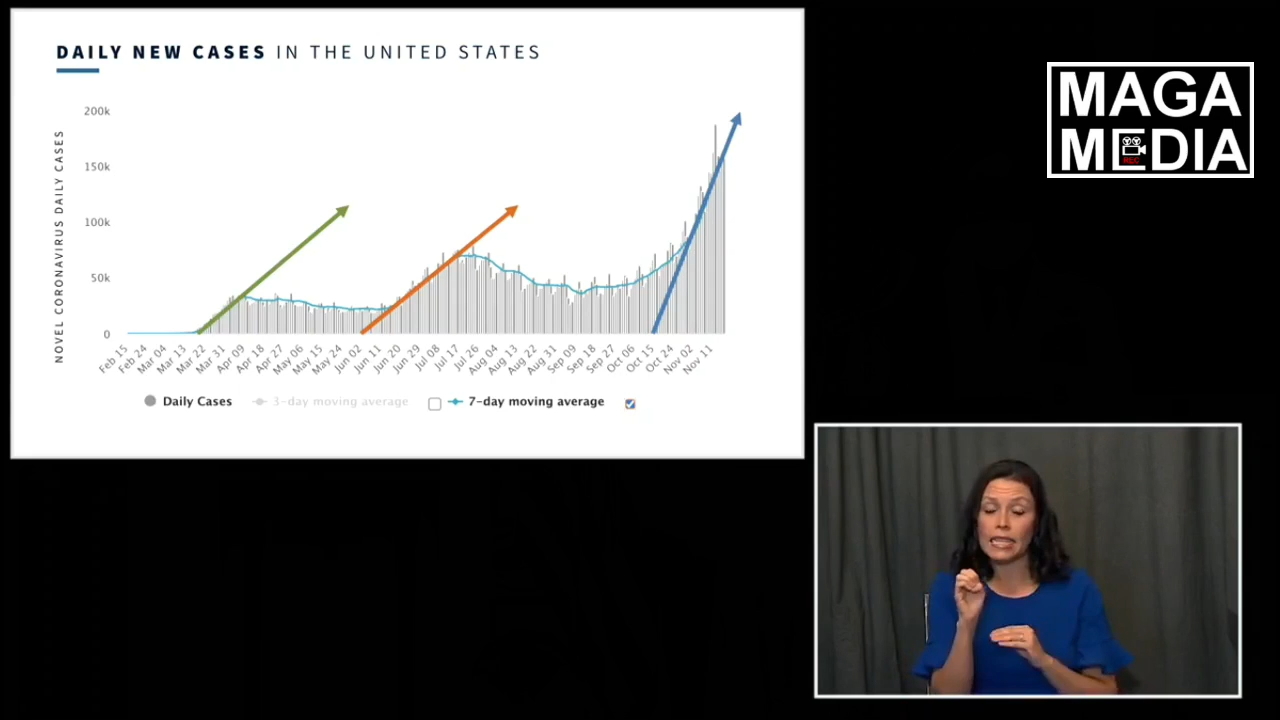 DAILY NEW CASES IN THE UNITED STATES
MAGA
MEDIA
REC
NOVEL CORONAVIRUS DAILY CASES
200k
150k
100k
50k
0
Feb 15
Feb 24
Mar 04
Mar 13
Mar 22
Mar 31
Apr 09
Apr 18
Apr 27
May 06
May 15
May 24
Jun 02
Jun 11
Jun 20
Jun 29
Jul 08
Jul 17
Jul 26
Aug 04
Aug 13
Aug 22
Aug 31
Sep 09
Sep 18
Sep 27
Oct 06
Oct 15
Oct 24
Nov 02
Nov 11
Daily Cases 3-day moving average 7-day moving average